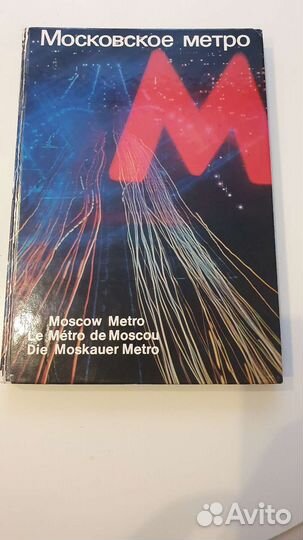 Московское метро
М
Moscow Metro
Le Métro de Moscou
Die Moskauer Metro
Avito